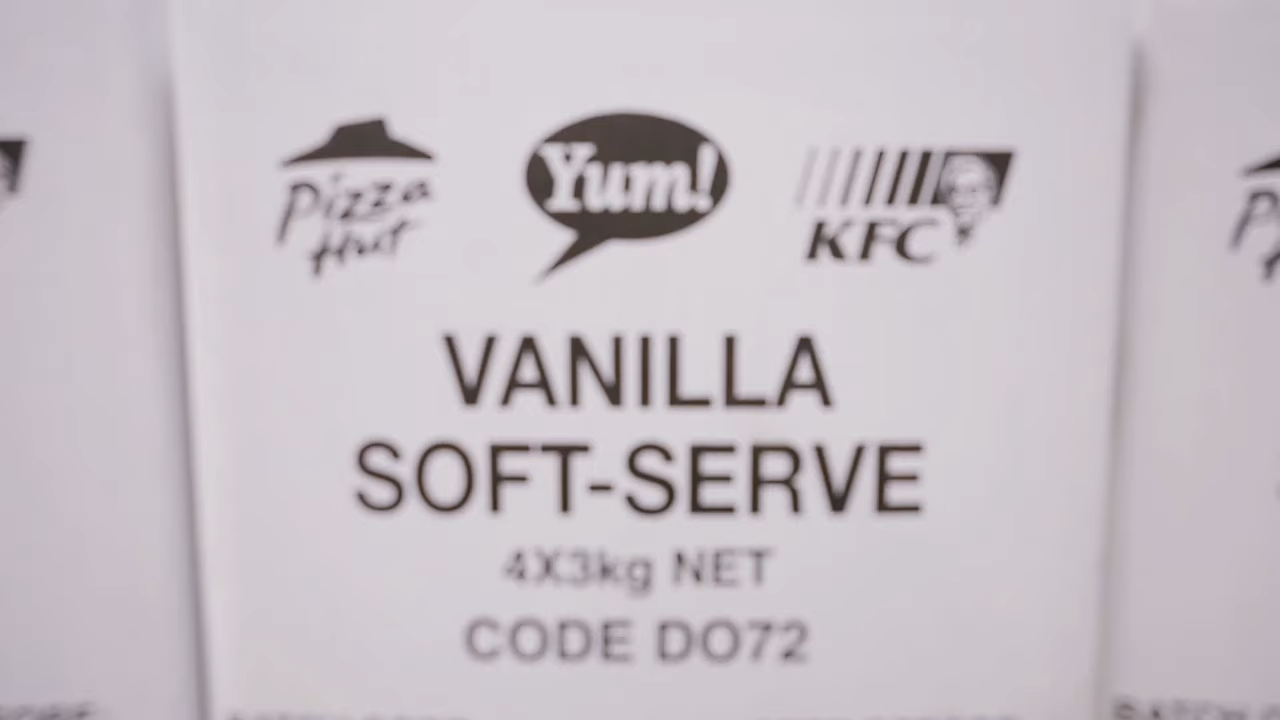 Pizza Hut
Yum!
KFC
VANILLA
SOFT-SERVE
4X3kg NET
CODE DO72